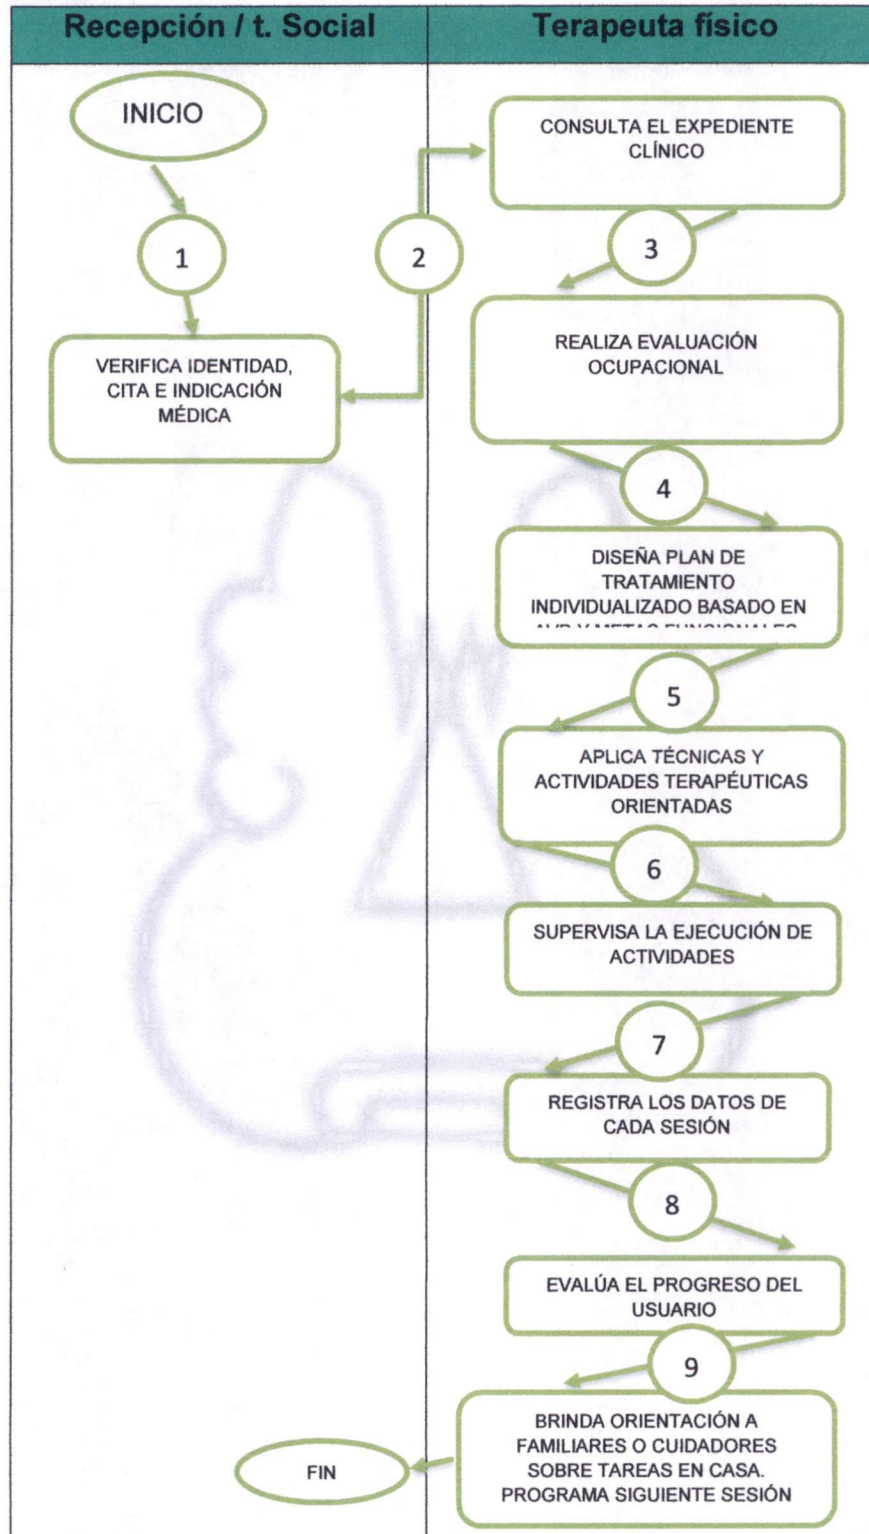 Recepción / t. Social
Terapeuta físico
INICIO
1
VERIFICA IDENTIDAD,
CITA E INDICACIÓN
MÉDICA
2
CONSULTA EL EXPEDIENTE
CLÍNICO
3
REALIZA EVALUACIÓN
OCUPACIONAL
4
DISEÑA PLAN DE
TRATAMIENTO
INDIVIDUALIZADO BASADO EN
Y METAS FUNCIONALES
5
APLICA TÉCNICAS Y
ACTIVIDADES TERAPÉUTICAS
ORIENTADAS
6
SUPERVISA LA EJECUCIÓN DE
ACTIVIDADES
7
REGISTRA LOS DATOS DE
CADA SESIÓN
8
EVALÚA EL PROGRESO DEL
USUARIO
9
BRINDA ORIENTACIÓN A
FAMILIARES O CUIDADORES
SOBRE TAREAS EN CASA.
PROGRAMA SIGUIENTE SESIÓN
FIN